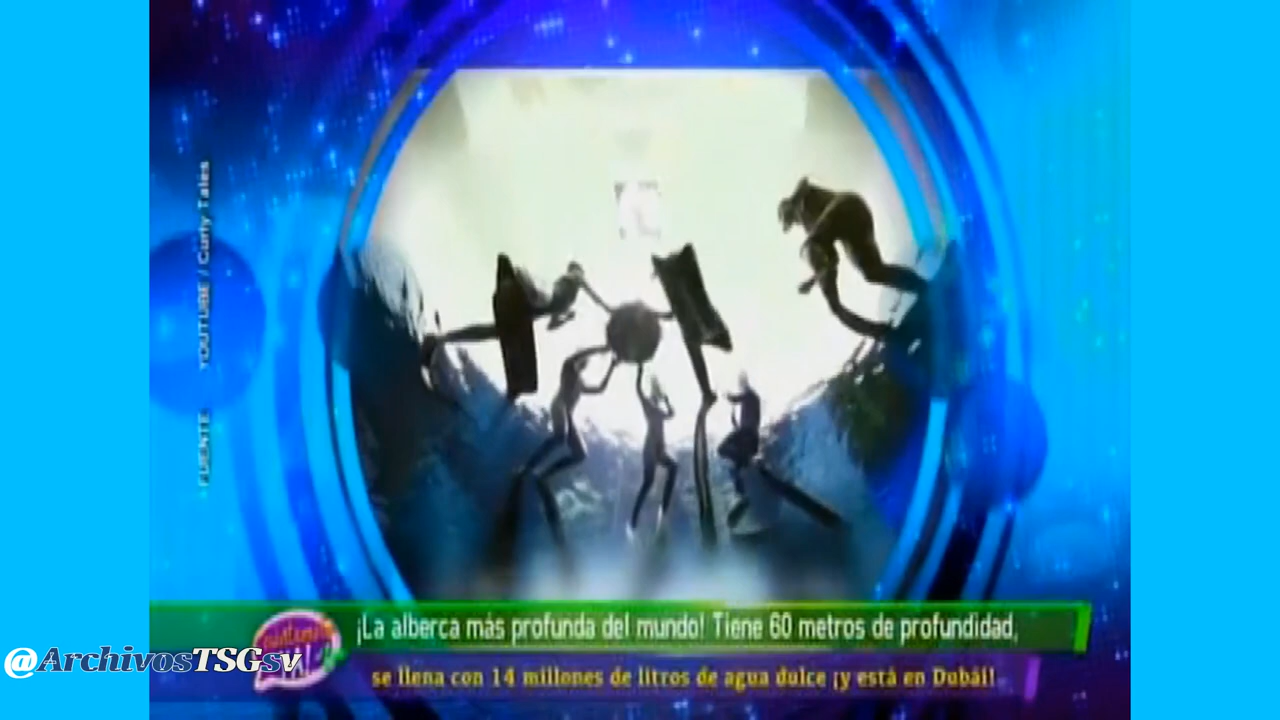 FUENTE: YOUTUBE / Curly Tales
¡La alberca más profunda del mundo! Tiene 60 metros de profundidad,
se llena con 14 millones de litros de agua dulce ¡y está en Dubái!
@ArchivosTSGsv